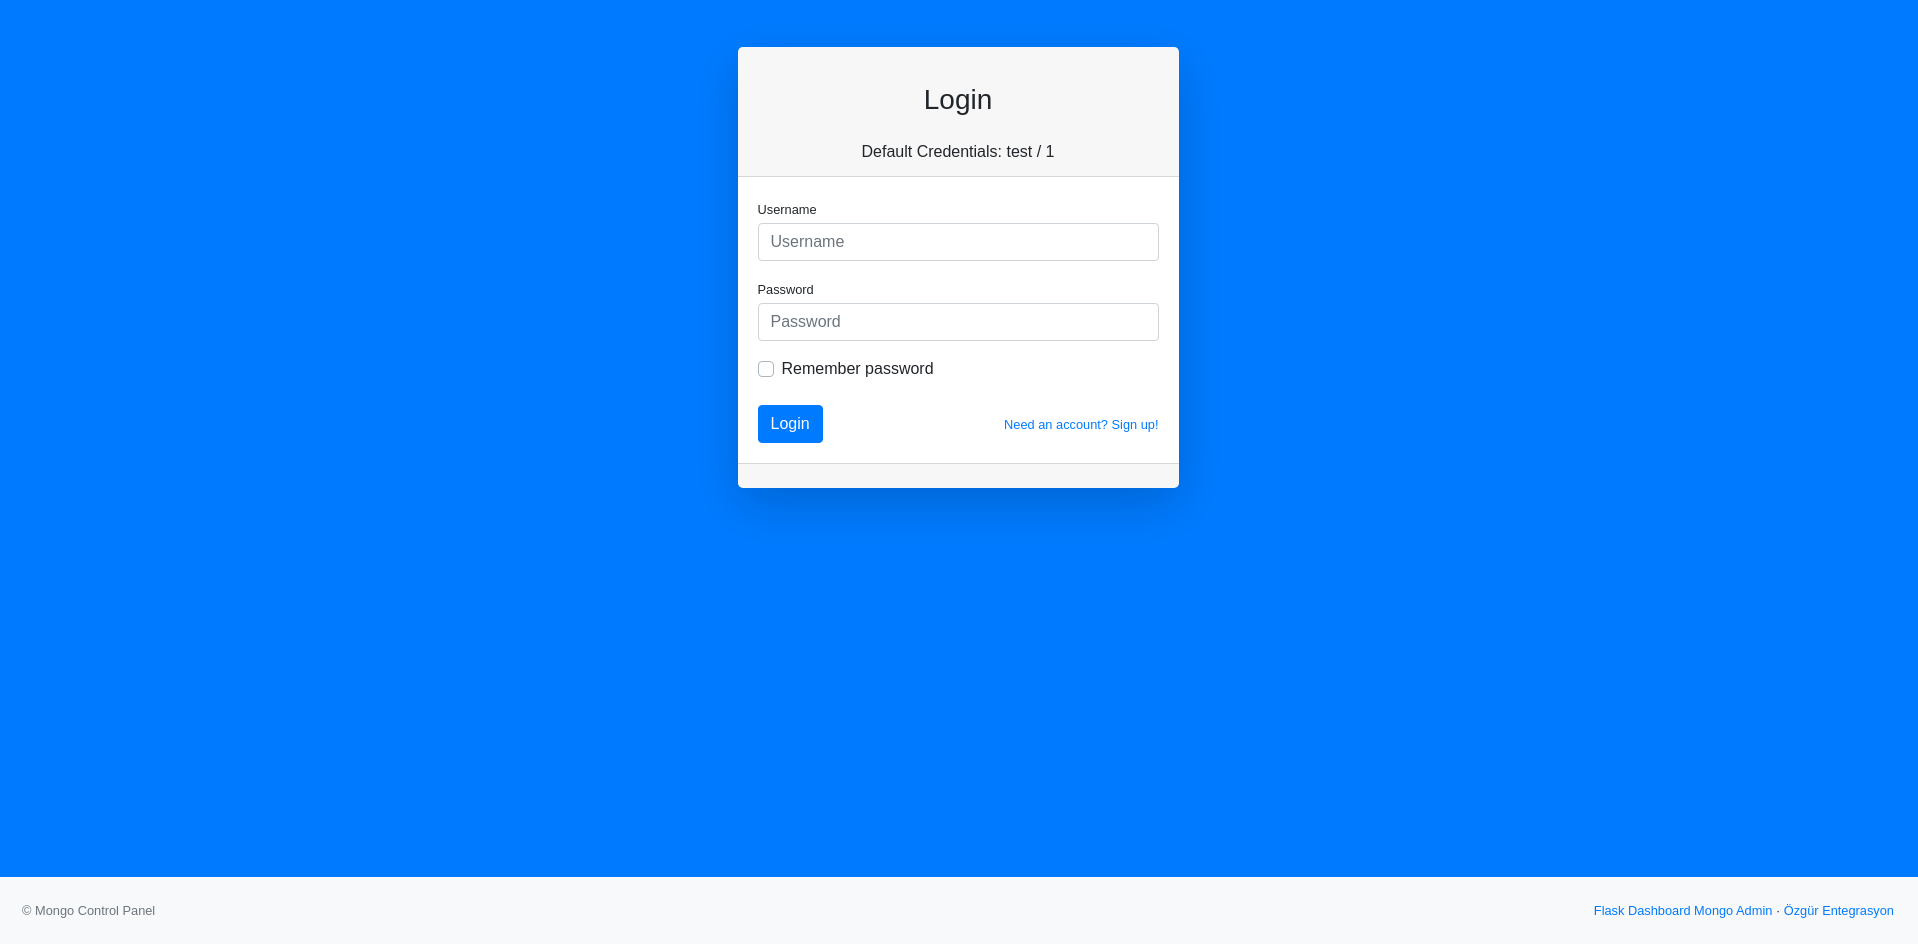 Login
Default Credentials: test / 1
Username
Username
Password
Password
Remember password
Login
Need an account? Sign up!
© Mongo Control Panel
Flask Dashboard Mongo Admin · Özgür Entegrasyon